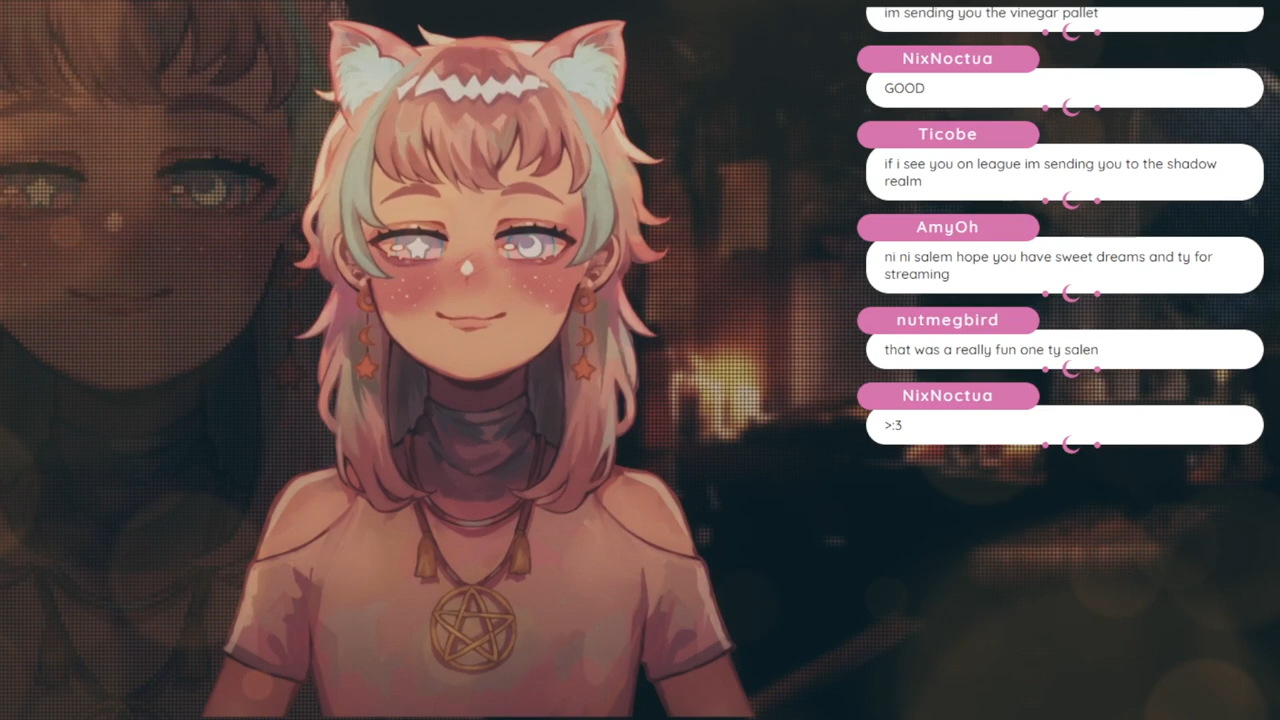 im sending you the vinegar pallet
NixNoctua
GOOD
Ticobe
if i see you on league im sending you to the shadow
realm
AmyOh
ni ni salem hope you have sweet dreams and ty for
streaming
nutmegbird
that was a really fun one ty salen
NixNoctua
>:3